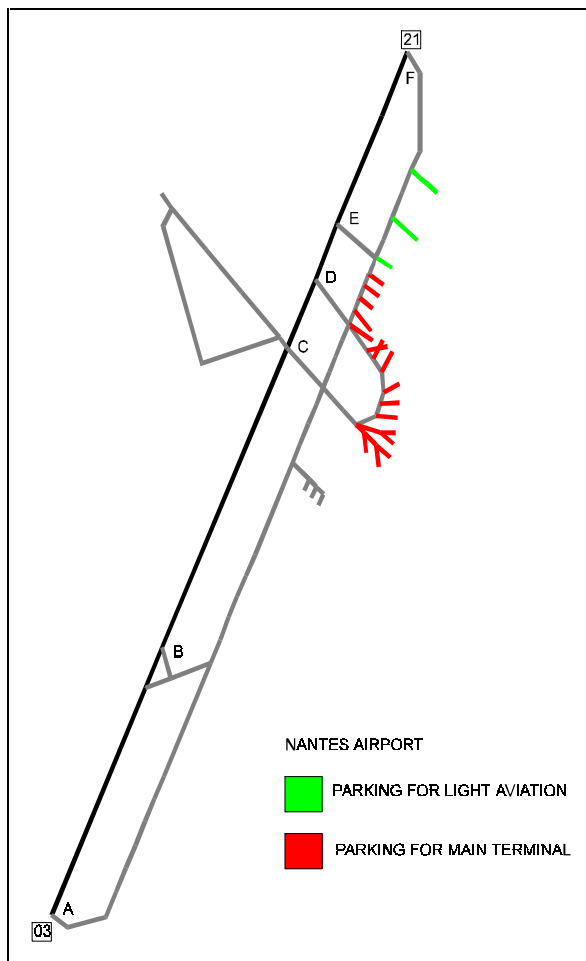 21
F
E
D
C
B
A
03
NANTES AIRPORT
PARKING FOR LIGHT AVIATION
PARKING FOR MAIN TERMINAL